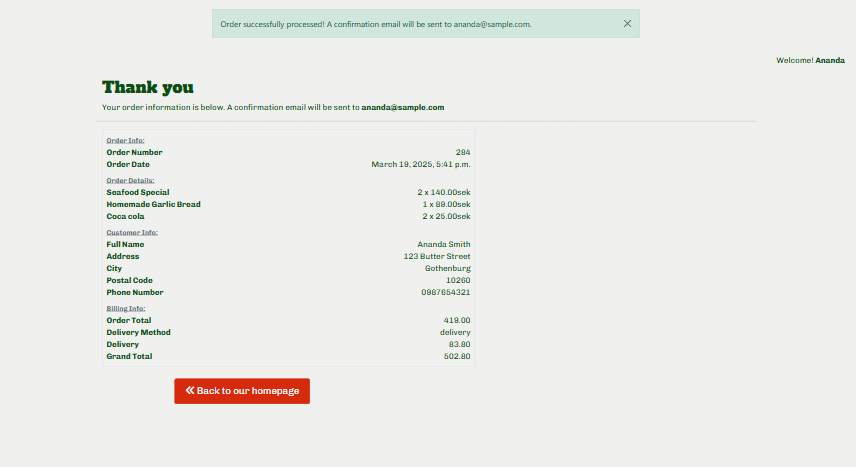 Order successfully processed! A confirmation email will be sent to ananda@sample.com.
Welcome! Ananda
Thank you
Your order information is below. A confirmation email will be sent to ananda@sample.com
Order Info:
Order Number 284
Order Date March 19, 2025, 5:41 p.m.
Order Details:
Seafood Special 2 x 140.00sek
Homemade Garlic Bread 1 x 89.00sek
Coca cola 2 x 25.00sek
Customer Info:
Full Name Ananda Smith
Address 123 Butter Street
City Gothenburg
Postal Code 10260
Phone Number 0987654321
Billing Info:
Order Total 419.00
Delivery Method delivery
Delivery 83.80
Grand Total 502.80
Back to our homepage